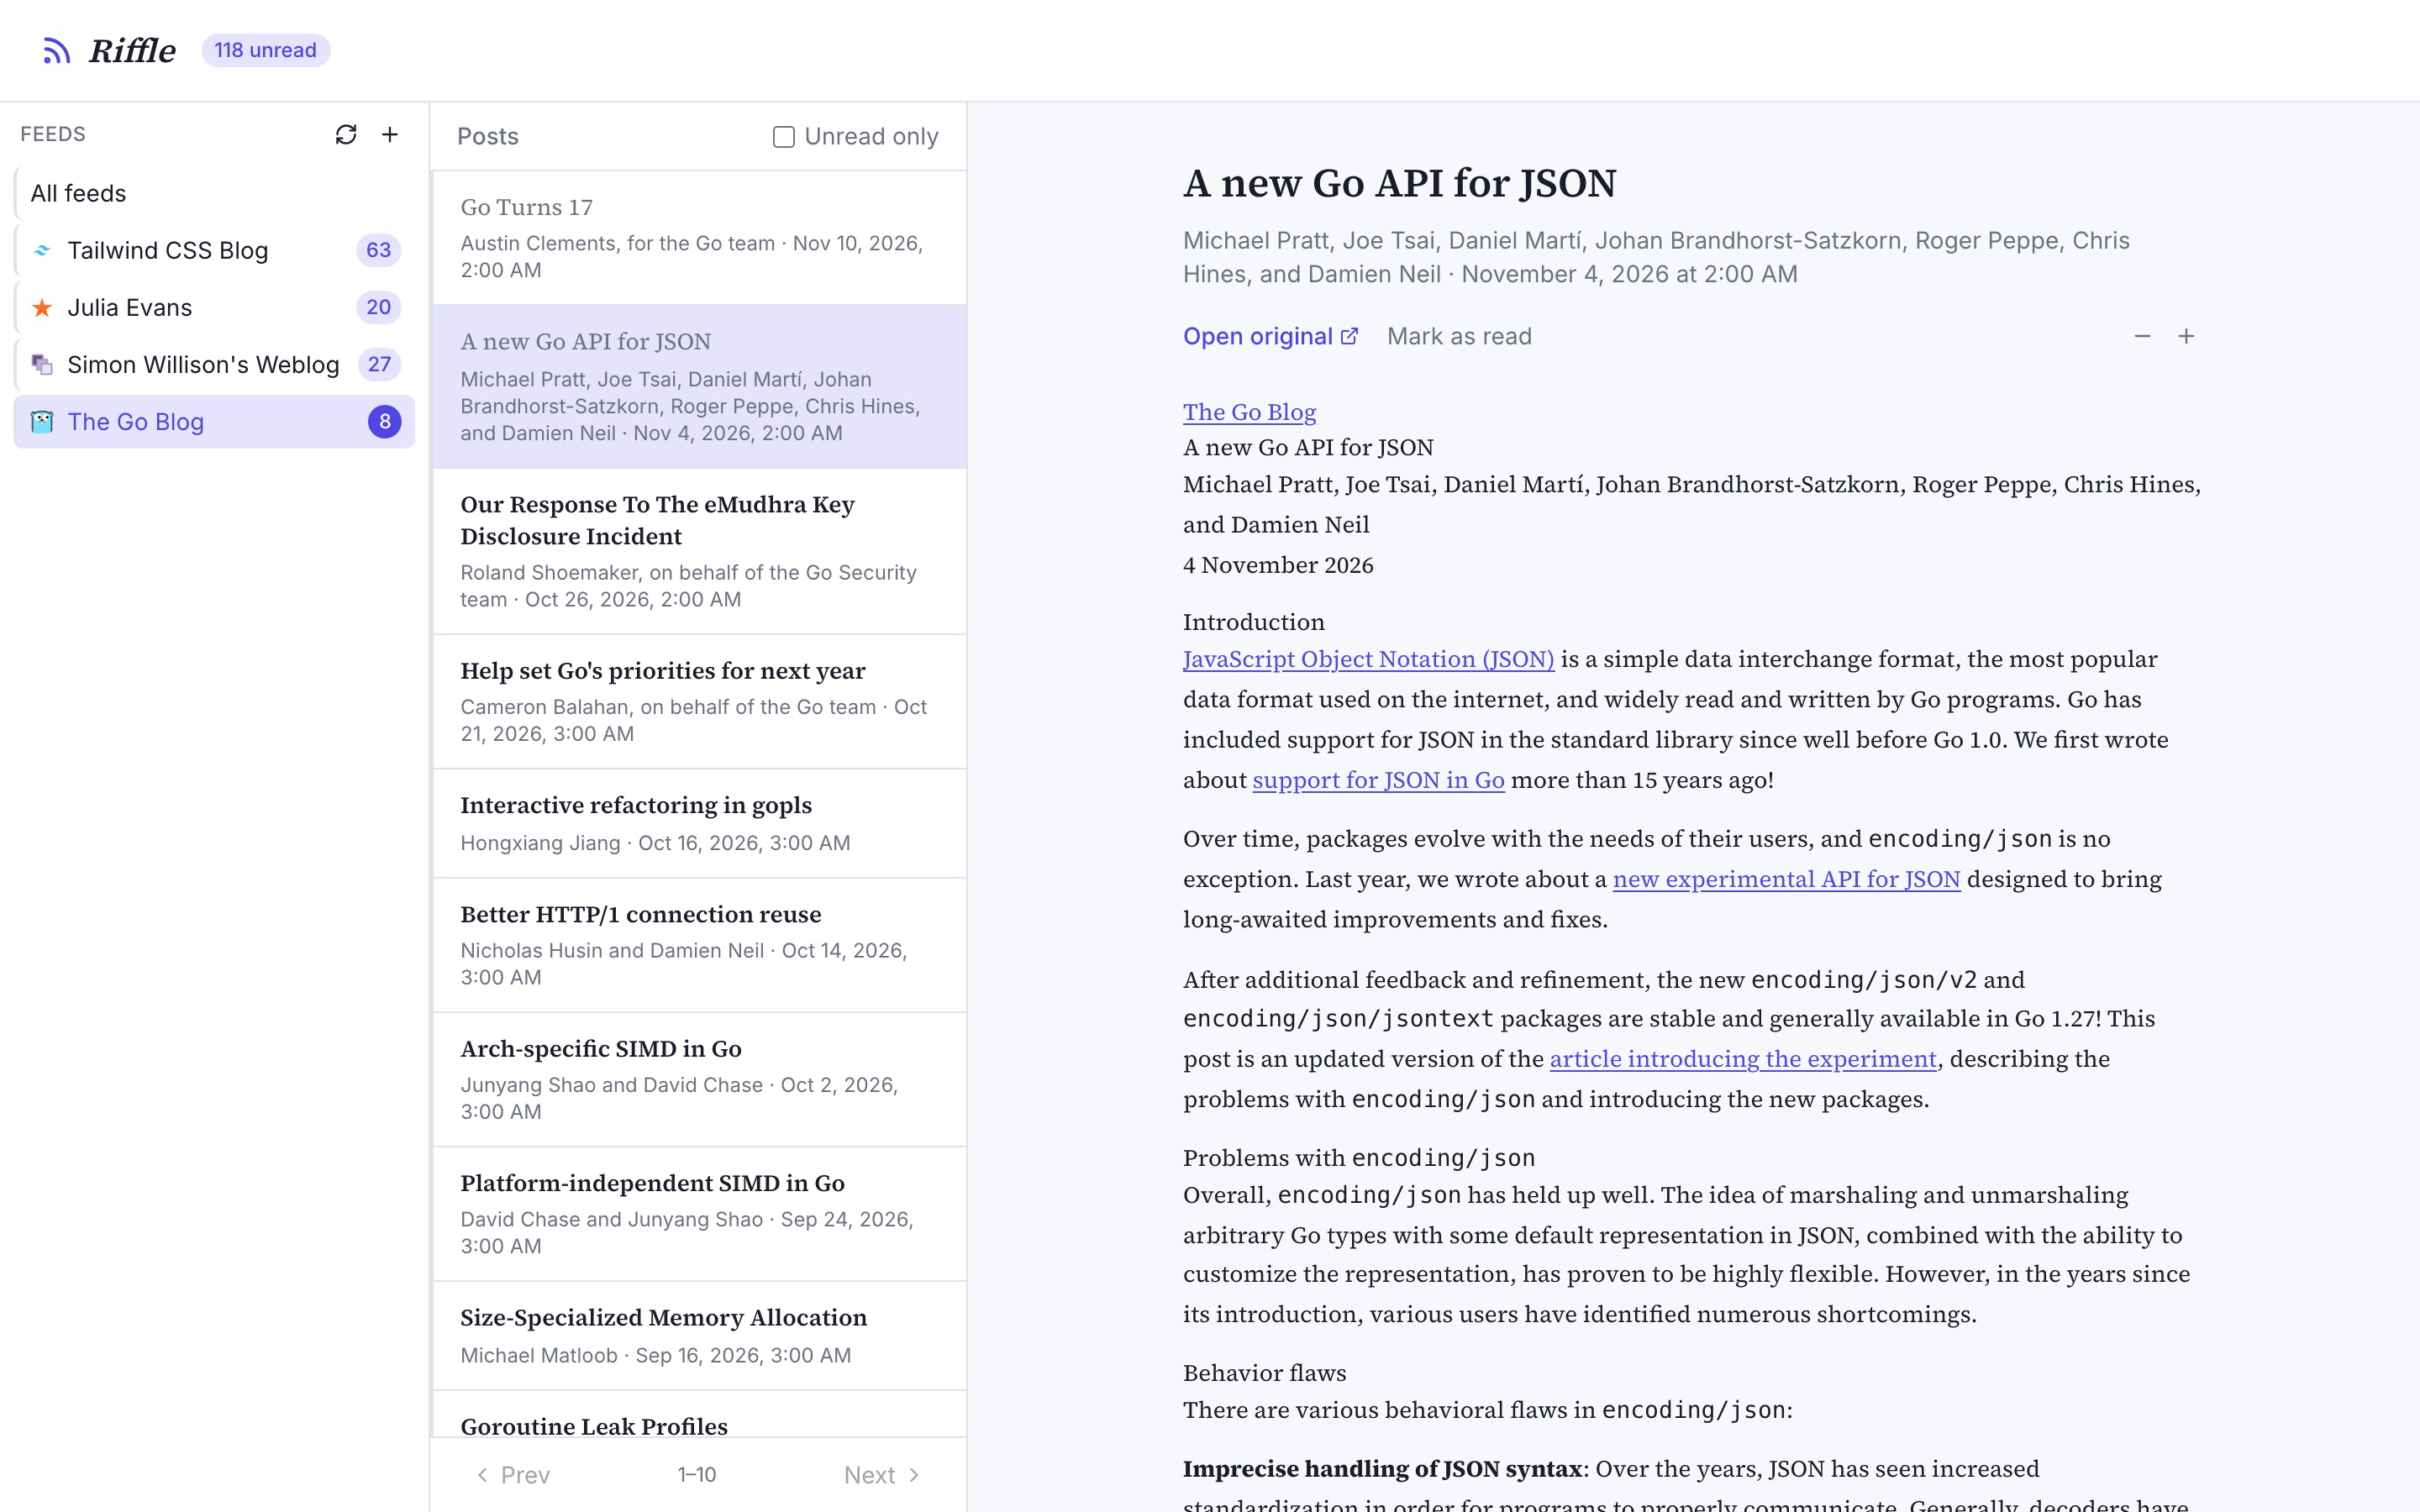 Riffle
118 unread
FEEDS
All feeds
Tailwind CSS Blog
63
Julia Evans
20
Simon Willison's Weblog
27
The Go Blog
8
Posts
Unread only
Go Turns 17
Austin Clements, for the Go team · Nov 10, 2026,
2:00 AM
A new Go API for JSON
Michael Pratt, Joe Tsai, Daniel Martí, Johan
Brandhorst-Satzkorn, Roger Peppe, Chris Hines,
and Damien Neil · Nov 4, 2026, 2:00 AM
Our Response To The eMudhra Key
Disclosure Incident
Roland Shoemaker, on behalf of the Go Security
team · Oct 26, 2026, 2:00 AM
Help set Go's priorities for next year
Cameron Balahan, on behalf of the Go team · Oct
21, 2026, 3:00 AM
Interactive refactoring in gopls
Hongxiang Jiang · Oct 16, 2026, 3:00 AM
Better HTTP/1 connection reuse
Nicholas Husin and Damien Neil · Oct 14, 2026,
3:00 AM
Arch-specific SIMD in Go
Junyang Shao and David Chase · Oct 2, 2026,
3:00 AM
Platform-independent SIMD in Go
David Chase and Junyang Shao · Sep 24, 2026,
3:00 AM
Size-Specialized Memory Allocation
Michael Matloob · Sep 16, 2026, 3:00 AM
Goroutine Leak Profiles
Prev
1–10
Next
A new Go API for JSON
Michael Pratt, Joe Tsai, Daniel Martí, Johan Brandhorst-Satzkorn, Roger Peppe, Chris
Hines, and Damien Neil · November 4, 2026 at 2:00 AM
Open original
Mark as read
The Go Blog
A new Go API for JSON
Michael Pratt, Joe Tsai, Daniel Martí, Johan Brandhorst-Satzkorn, Roger Peppe, Chris Hines,
and Damien Neil
4 November 2026
Introduction
JavaScript Object Notation (JSON) is a simple data interchange format, the most popular
data format used on the internet, and widely read and written by Go programs. Go has
included support for JSON in the standard library since well before Go 1.0. We first wrote
about support for JSON in Go more than 15 years ago!
Over time, packages evolve with the needs of their users, and encoding/json is no
exception. Last year, we wrote about a new experimental API for JSON designed to bring
long-awaited improvements and fixes.
After additional feedback and refinement, the new encoding/json/v2 and
encoding/json/jsontext packages are stable and generally available in Go 1.27! This
post is an updated version of the article introducing the experiment, describing the
problems with encoding/json and introducing the new packages.
Problems with encoding/json
Overall, encoding/json has held up well. The idea of marshaling and unmarshaling
arbitrary Go types with some default representation in JSON, combined with the ability to
customize the representation, has proven to be highly flexible. However, in the years since
its introduction, various users have identified numerous shortcomings.
Behavior flaws
There are various behavioral flaws in encoding/json:
Imprecise handling of JSON syntax: Over the years, JSON has seen increased
standardization in order for programs to properly communicate. Generally, decoders have